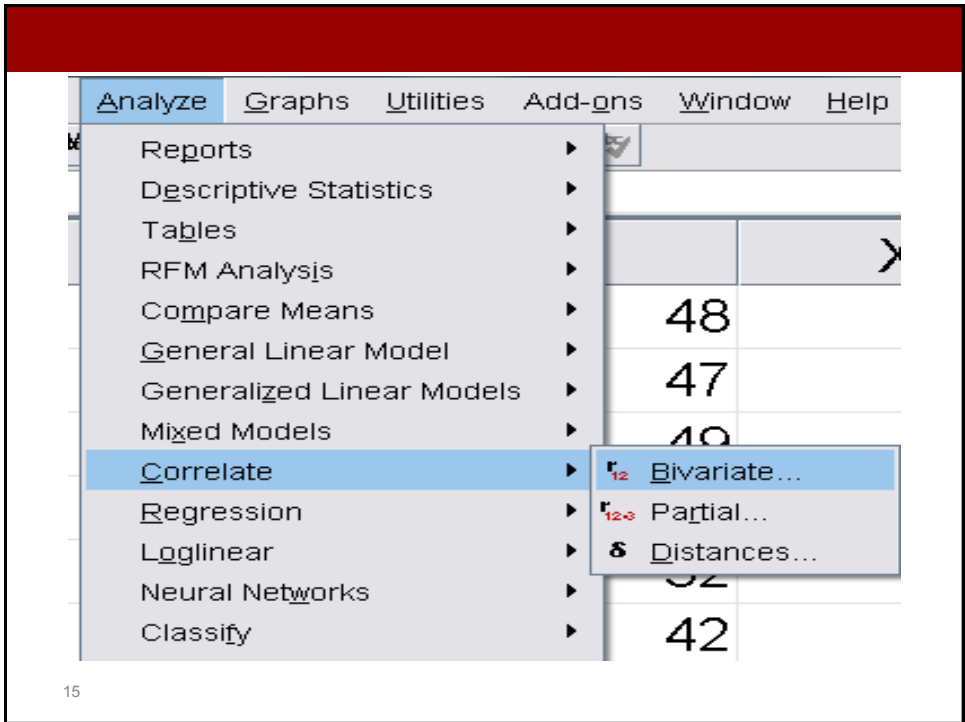 Analyze Graphs Utilities Add-ons Window Help
Reports
Descriptive Statistics
Tables
RFM Analysis
X
Compare Means
48
General Linear Model
Generalized Linear Models
47
Mixed Models
49
Correlate
r12 Bivariate...
Regression
r12•3 Partial...
Loglinear
δ Distances...
Neural Networks
Classify
42
15